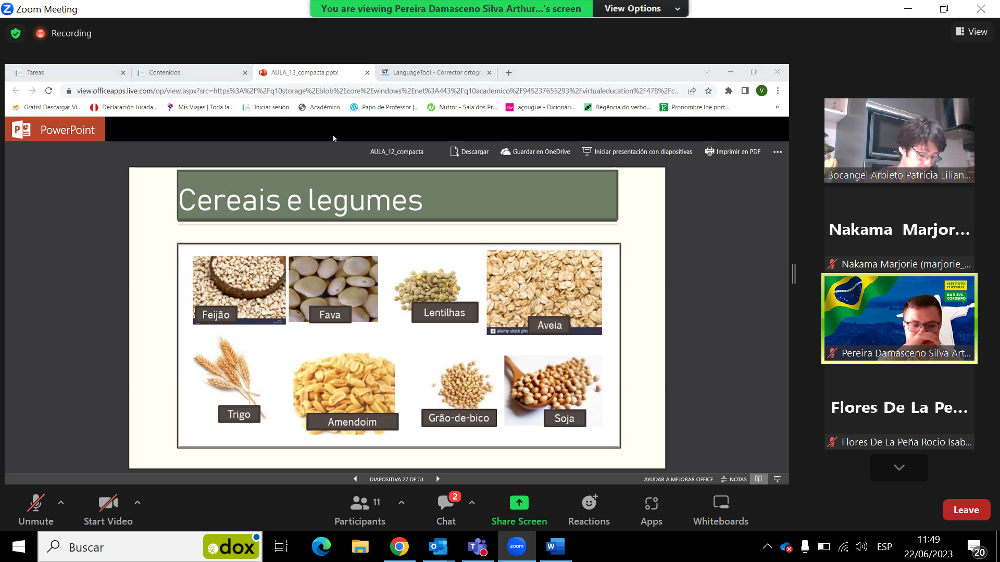 Zoom Meeting
You are viewing Pereira Damasceno Silva Arthur...'s screen
View Options
Recording
View
Tareas
Contenidos
AULA_12_compacta.pptx
LanguageTool - Corrector ortogr
view.officeapps.live.com/op/view.aspx?src=https%3A%2F%2Fq10storage%2Eblob%2Ecore%2Ewindows%2Enet%3A443%2Fq10academico%2F945237655293%2Fvirtualeducation%2F478%2Fc...
V
Gratis! Descargar Vi...
Declaración Jurada...
Mis Viajes | Toda la...
Iniciar sesión
Académico
Papo de Professor |...
Nutror - Sala dos Pr...
açougue - Dicionári...
Regência do verbo...
Pronombre lhe port...
»
PowerPoint
AULA_12_compacta
Descargar
Guardar en OneDrive
Iniciar presentación con diapositivas
Imprimir en PDF
Cereais e legumes
Feijão
Fava
Lentilhas
a alamy stock pho
Aveia
Trigo
Amendoim
Grão-de-bico
Soja
DIAPOSITIVA 27 DE 51
AYUDAR A MEJORAR OFFICE
NOTAS
Bocangel Arbieto Patricia Lilian...
Nakama Marjor...
Nakama Marjorie (marjorie_...
INSTITUTO
CULTURAL
DA SILVA
CORDEIRO
Pereira Damasceno Silva Art...
Flores De La Pe...
Flores De La Peña Rocio Isab...
Unmute
Start Video
11
Participants
2
Chat
Share Screen
Reactions
Apps
Whiteboards
Leave
Buscar
dox
zoom
ESP
11:49
22/06/2023
20